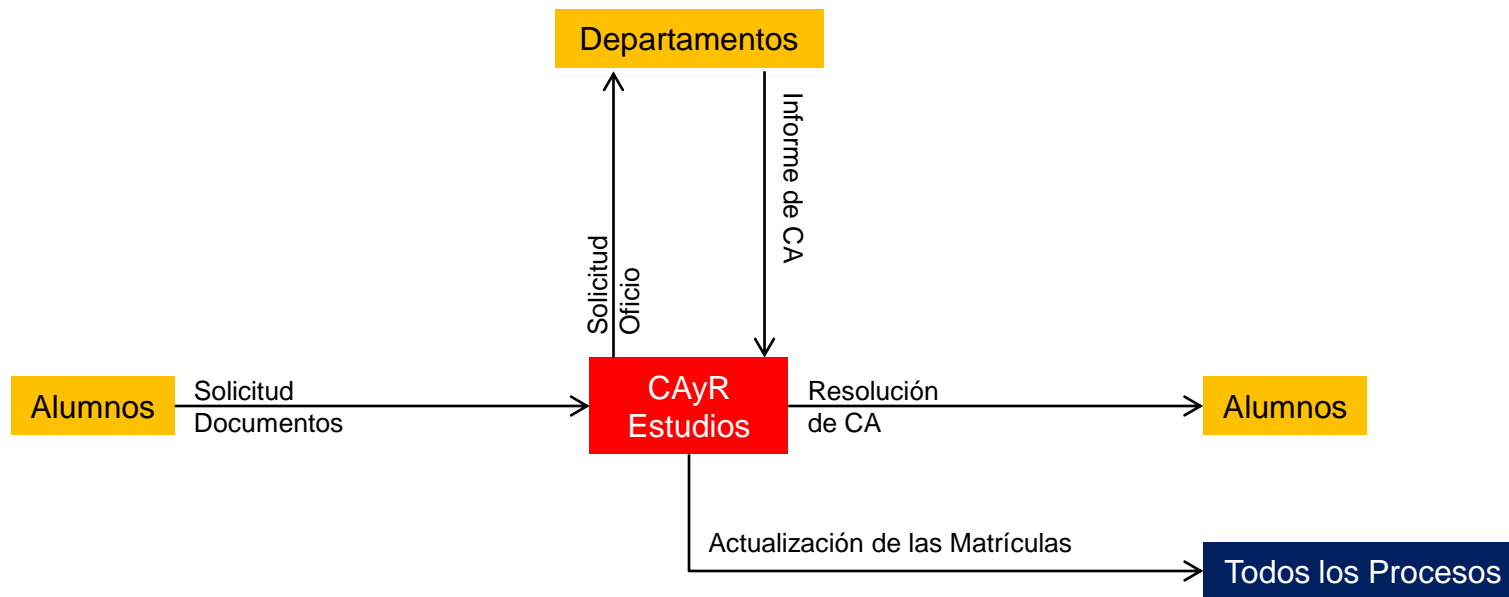 Departamentos
Informe de CA
Solicitud
Oficio
Alumnos
Solicitud
Documentos
CAyR
Estudios
Resolución
de CA
Alumnos
Actualización de las Matrículas
Todos los Procesos